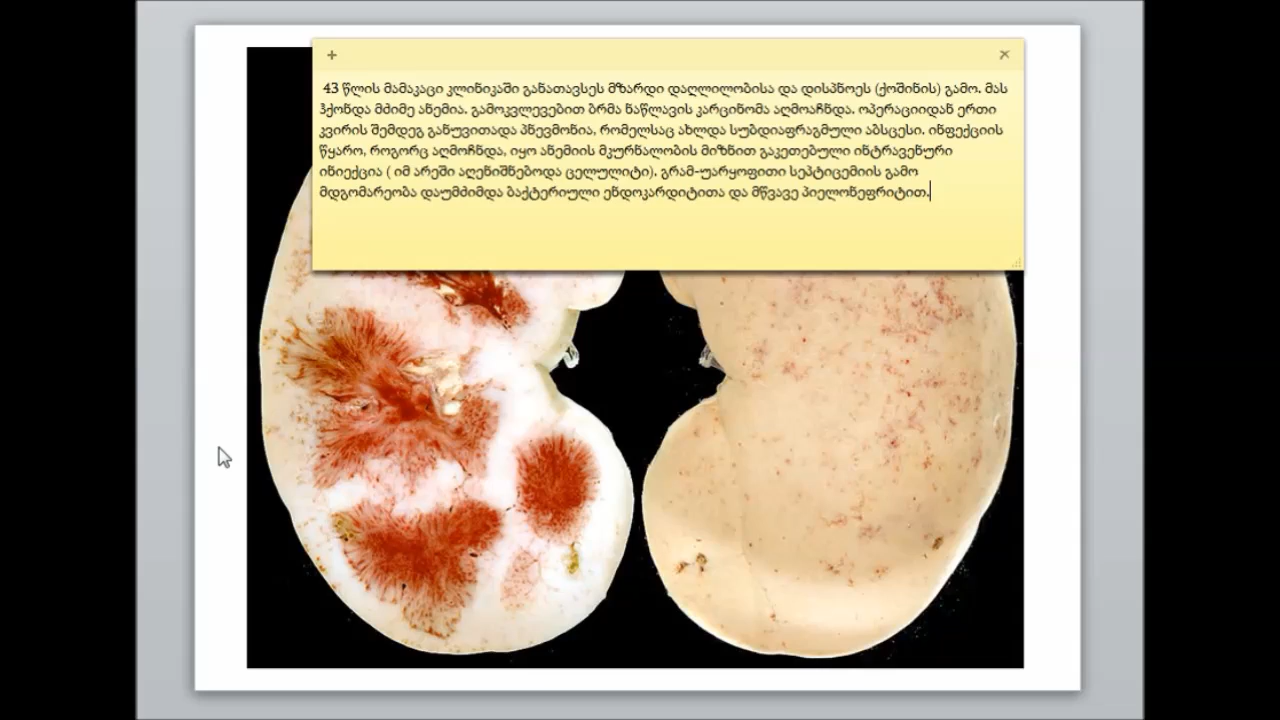 43 წლის მამაკაცი კლინიკაში განათავსეს მზარდი დაღლილობისა და დისპნოეს (ქოშინის) გამო. მას
ჰქონდა მძიმე ანემია. გამოკვლევებით ბრმა ნაწლავის კარცინომა აღმოაჩნდა. ოპერაციიდან ერთი
კვირის შემდეგ განუვითადა პნევმონია, რომელსაც ახლდა სუბდიაფრაგმული აბსცესი. ინფექციის
წყარო, როგორც აღმოჩნდა, იყო ანემიის მკურნალობის მიზნით გაკეთებული ინტრავენური
ინიექცია ( იმ არეში აღენიშნებოდა ცელულიტი). გრამ-უარყოფითი სეპტიცემიის გამო
მდგომარეობა დაუმძიმდა ბაქტერიული ენდოკარდიტითა და მწვავე პიელონეფრიტით.